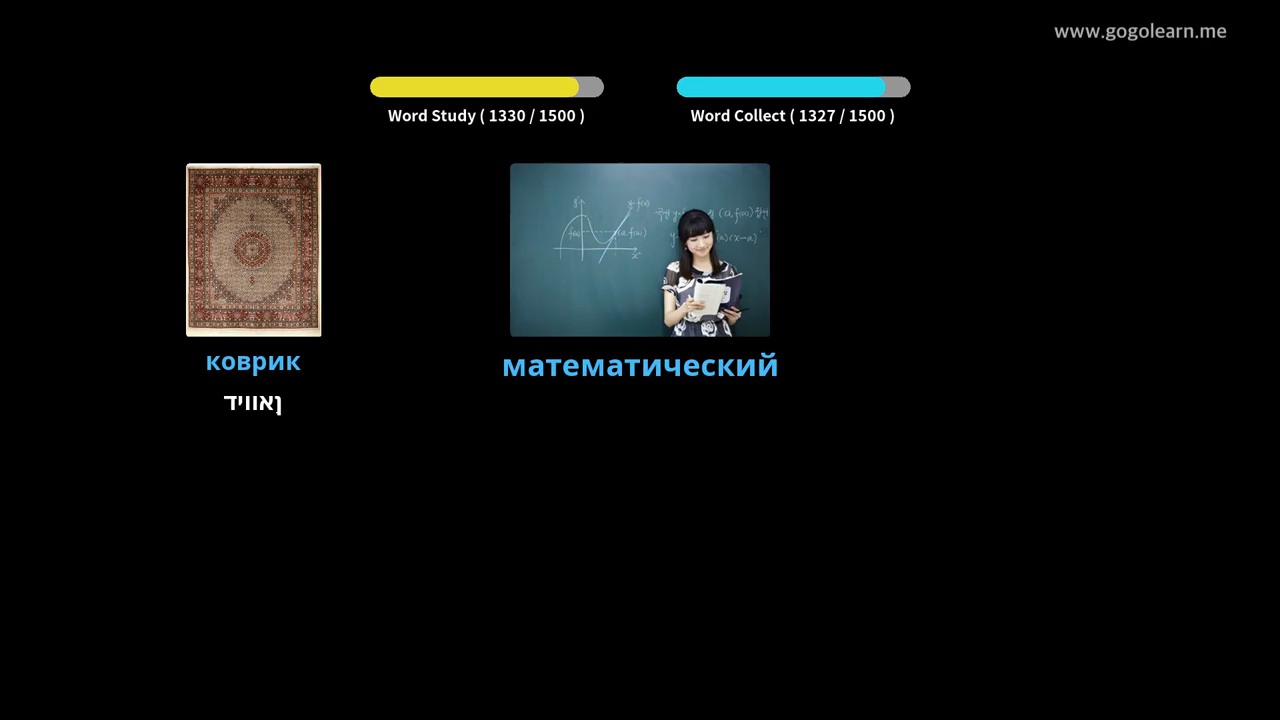 www.gogolearn.me
Word Study ( 1330 / 1500 )
Word Collect ( 1327 / 1500 )
y
y=f(x)
f(a)
(a, f(a))
x
коврик
математический
דיוואן